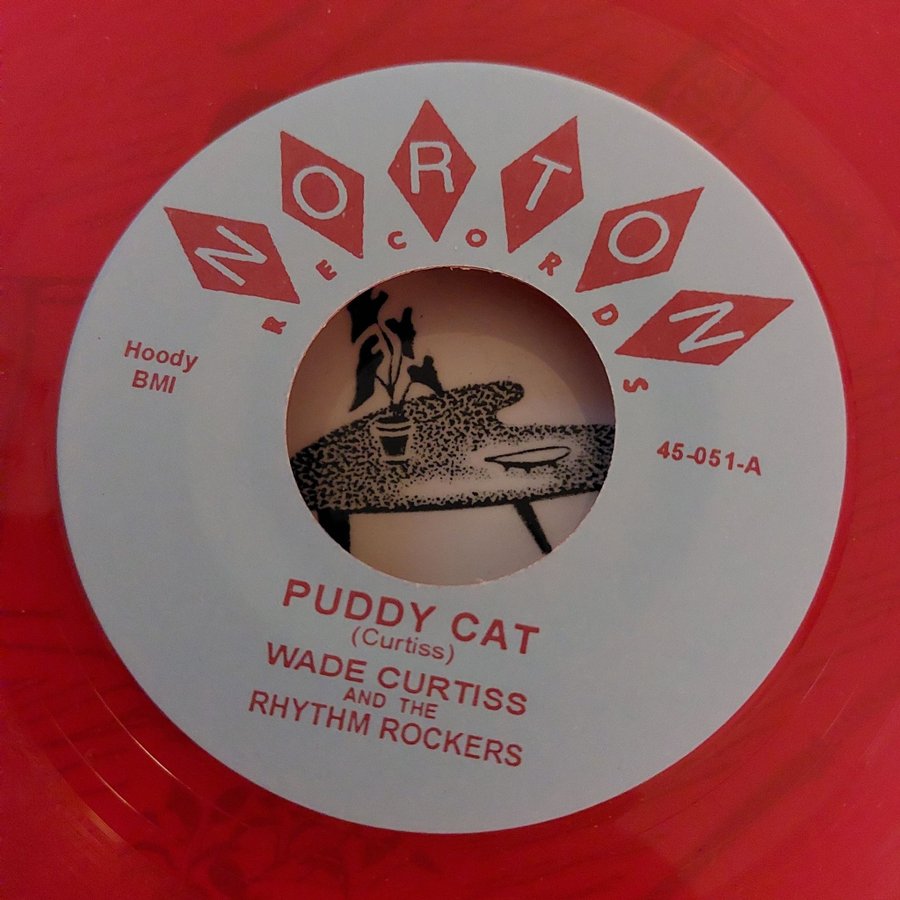 NORTON
RECORDS
Hoody
BMI
45-051-A
PUDDY CAT
(Curtiss)
WADE CURTISS
AND THE
RHYTHM ROCKERS